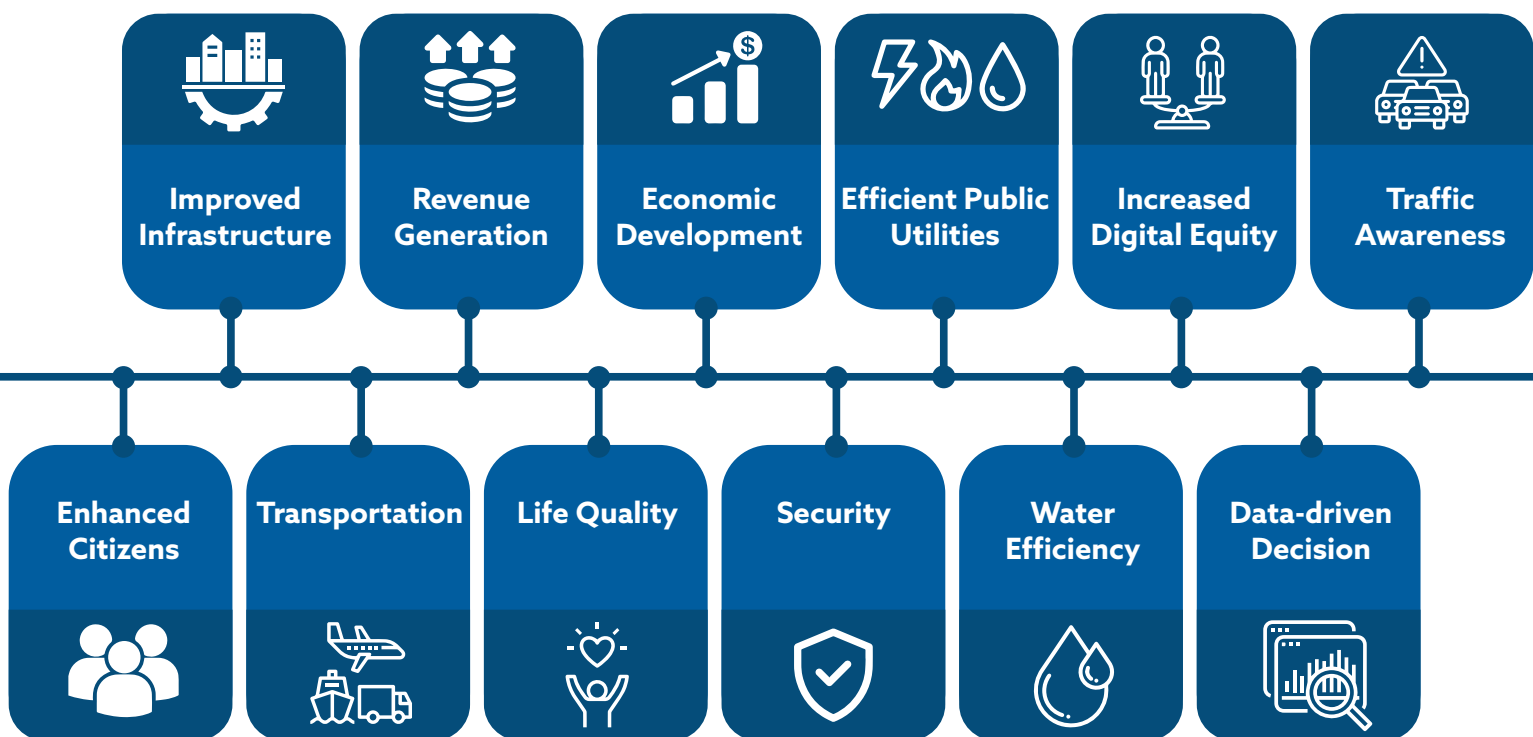 Improved
Infrastructure
Revenue
Generation
Economic
Development
Efficient Public
Utilities
Increased
Digital Equity
Traffic
Awareness
Enhanced
Citizens
Transportation
Life Quality
Security
Water
Efficiency
Data-driven
Decision
$